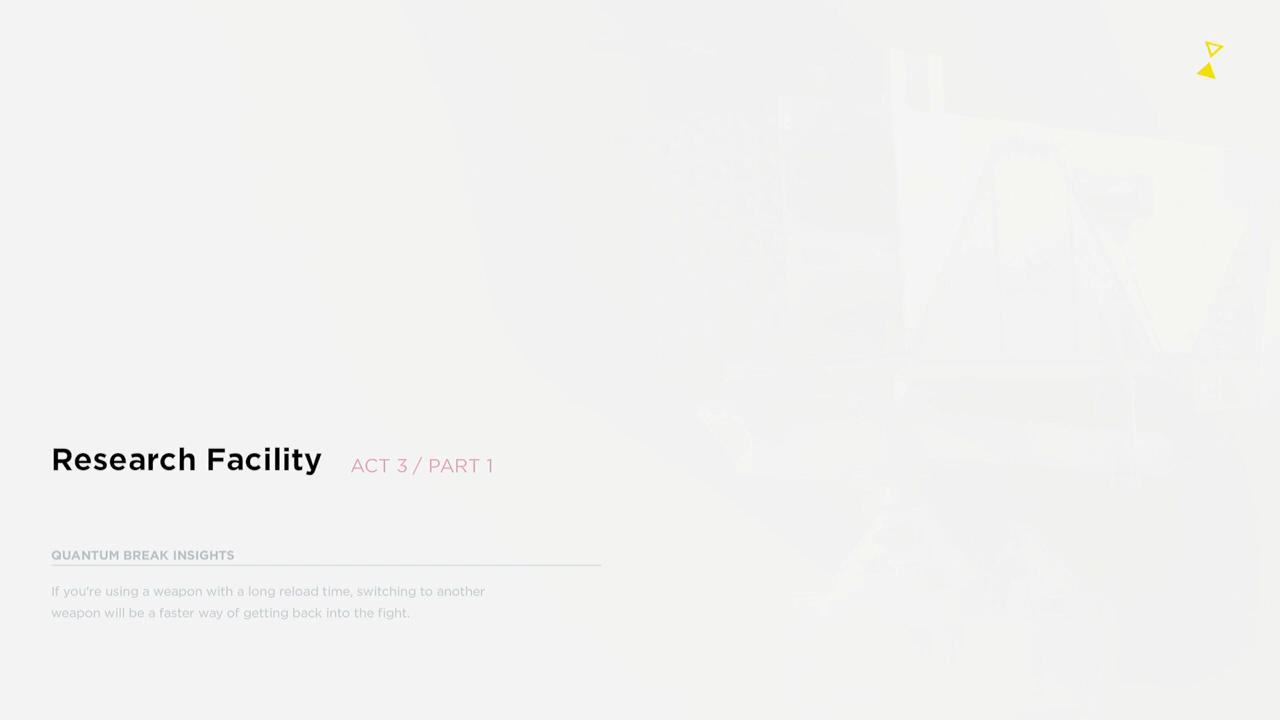 Research Facility ACT 3 / PART 1
QUANTUM BREAK INSIGHTS
If you're using a weapon with a long reload time, switching to another
weapon will be a faster way of getting back into the fight.